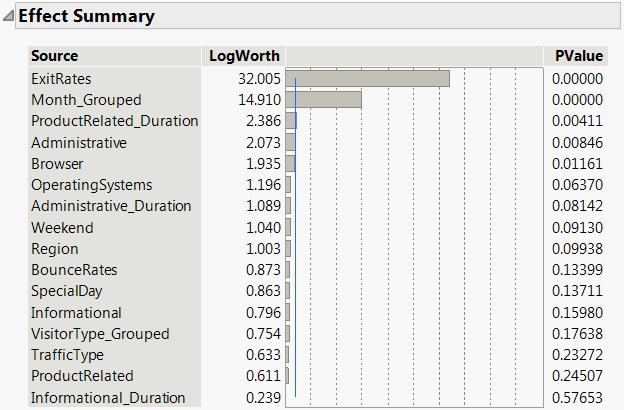 Effect Summary
Source LogWorth PValue
ExitRates 32.005 0.00000
Month_Grouped 14.910 0.00000
ProductRelated_Duration 2.386 0.00411
Administrative 2.073 0.00846
Browser 1.935 0.01161
OperatingSystems 1.196 0.06370
Administrative_Duration 1.089 0.08142
Weekend 1.040 0.09130
Region 1.003 0.09938
BounceRates 0.873 0.13399
SpecialDay 0.863 0.13711
Informational 0.796 0.15980
VisitorType_Grouped 0.754 0.17638
TrafficType 0.633 0.23272
ProductRelated 0.611 0.24507
Informational_Duration 0.239 0.57653